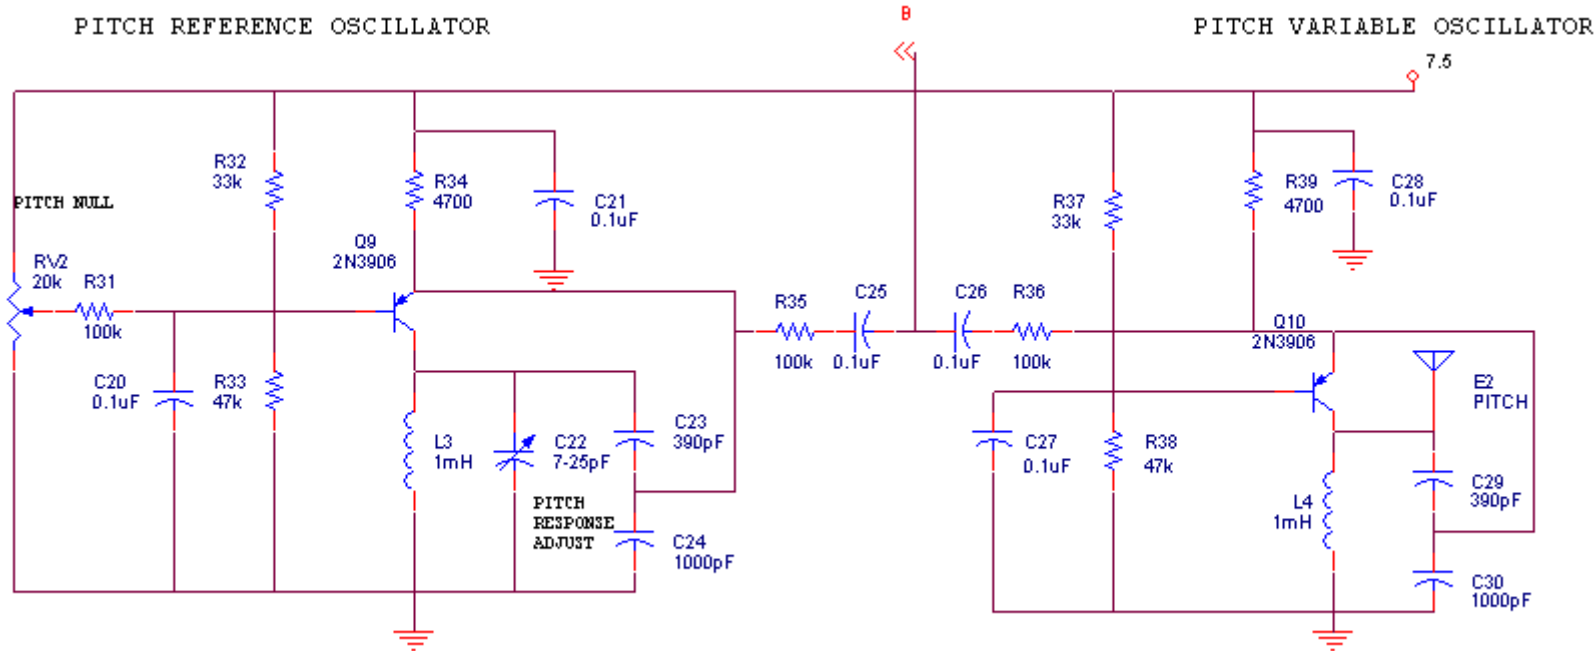 PITCH REFERENCE OSCILLATOR
B
PITCH VARIABLE OSCILLATOR
7.5
R32
33k
R34
4700
C21
0.1uF
R37
33k
R39
4700
C28
0.1uF
PITCH NULL
Q9
2N3906
RV2
20k
R31
100k
R35
100k
C25
0.1uF
C26
0.1uF
R36
100k
Q10
2N3906
E2
PITCH
C20
0.1uF
R33
47k
L3
1mH
C22
7-25pF
C23
390pF
C27
0.1uF
R38
47k
C29
390pF
L4
1mH
PITCH
RESPONSE
ADJUST
C24
1000pF
C30
1000pF